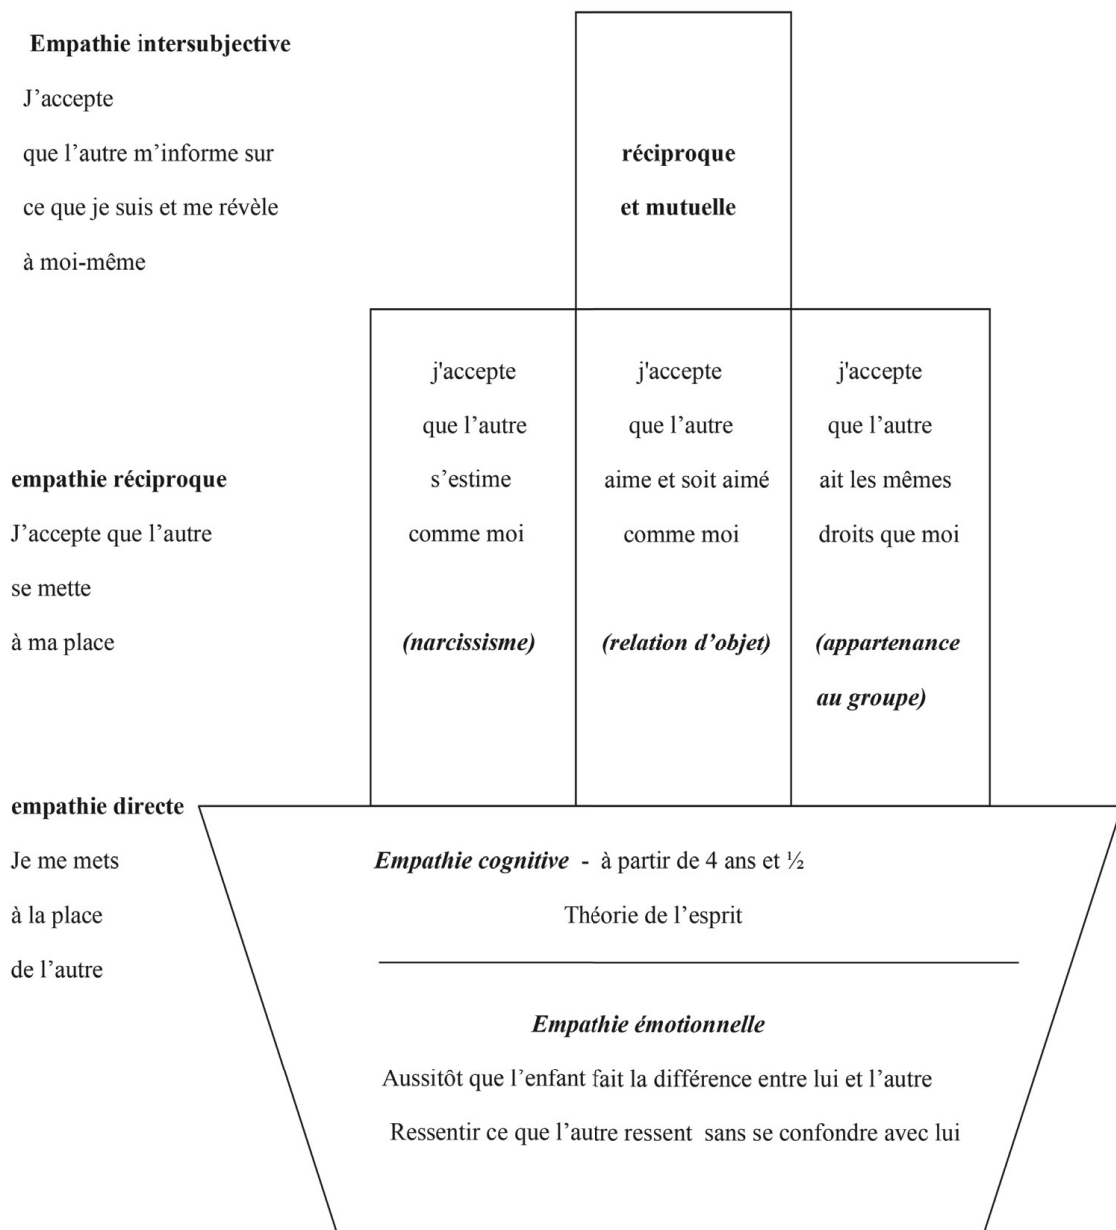 Empathie intersubjective
J’accepte
que l’autre m’informe sur
ce que je suis et me révèle
à moi-même
réciproque
et mutuelle
empathie réciproque
J’accepte que l’autre
se mette
à ma place
j'accepte
que l’autre
s’estime
comme moi
(narcissisme)
j'accepte
que l’autre
aime et soit aimé
comme moi
(relation d’objet)
j'accepte
que l’autre
ait les mêmes
droits que moi
(appartenance
au groupe)
empathie directe
Je me mets
à la place
de l’autre
Empathie cognitive - à partir de 4 ans et ½
Théorie de l’esprit
Empathie émotionnelle
Aussitôt que l’enfant fait la différence entre lui et l’autre
Ressentir ce que l’autre ressent sans se confondre avec lui